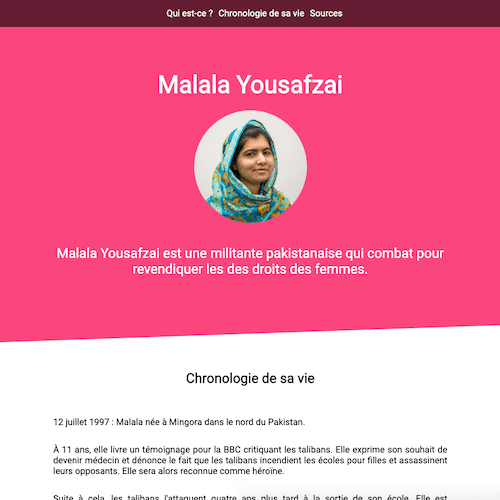 Qui est-ce ? Chronologie de sa vie Sources
Malala Yousafzai
Malala Yousafzai est une militante pakistanaise qui combat pour
revendiquer les des droits des femmes.
Chronologie de sa vie
12 juillet 1997 : Malala née à Mingora dans le nord du Pakistan.
À 11 ans, elle livre un témoignage pour la BBC critiquant les talibans. Elle exprime son souhait de
devenir médecin et dénonce le fait que les talibans incendient les écoles pour filles et assassinent
leurs opposants. Elle sera alors reconnue comme héroïne.
Suite à cela, les talibans l'attaquent quatre ans plus tard à la sortie de son école. Elle est